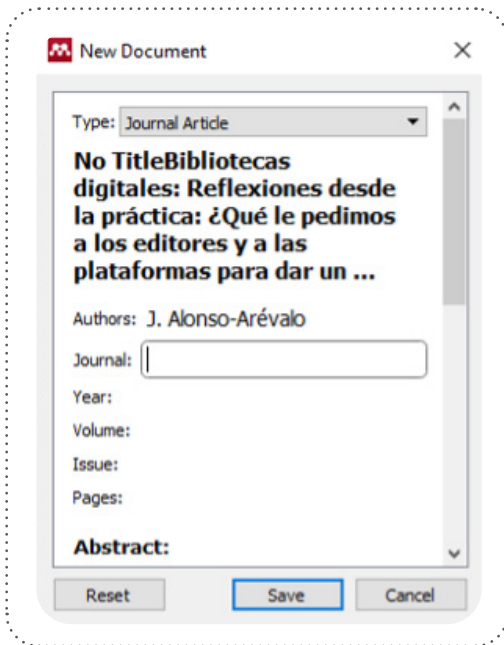 New Document
Type: Journal Article
No TitleBibliotecas
digitales: Reflexiones desde
la práctica: ¿Qué le pedimos
a los editores y a las
plataformas para dar un ...
Authors: J. Alonso-Arévalo
Journal:
Year:
Volume:
Issue:
Pages:
Abstract:
Reset Save Cancel